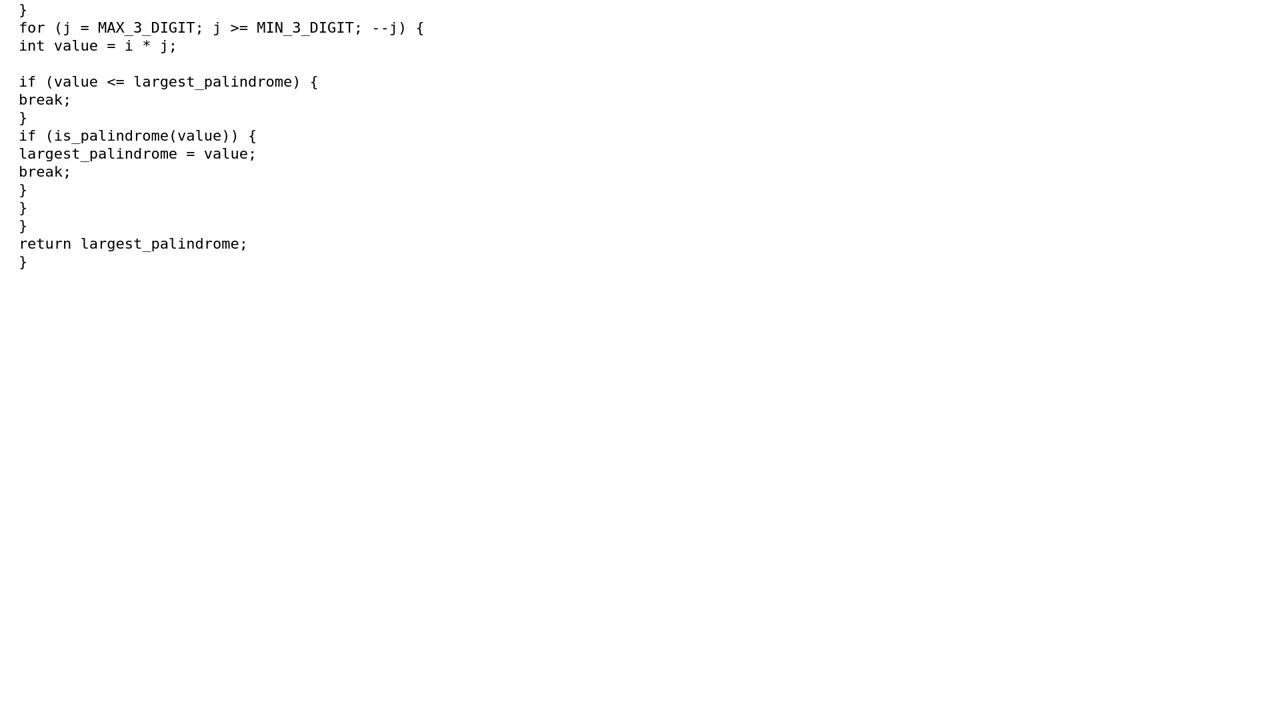 }
for (j = MAX_3_DIGIT; j >= MIN_3_DIGIT; --j) {
int value = i * j;

if (value <= largest_palindrome) {
break;
}
if (is_palindrome(value)) {
largest_palindrome = value;
break;
}
}
}
return largest_palindrome;
}